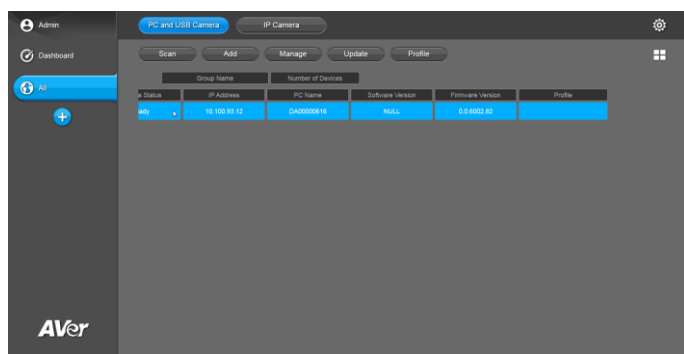 Admin
PC and USB Camera
IP Camera
Dashboard
Scan
Add
Manage
Update
Profile
Group Name
Number of Devices
All
a Status
IP Address
PC Name
Software Version
Firmware Version
Profile
eady
10.100.93.12
DA00000816
NULL
0.0.6002.82
AVer